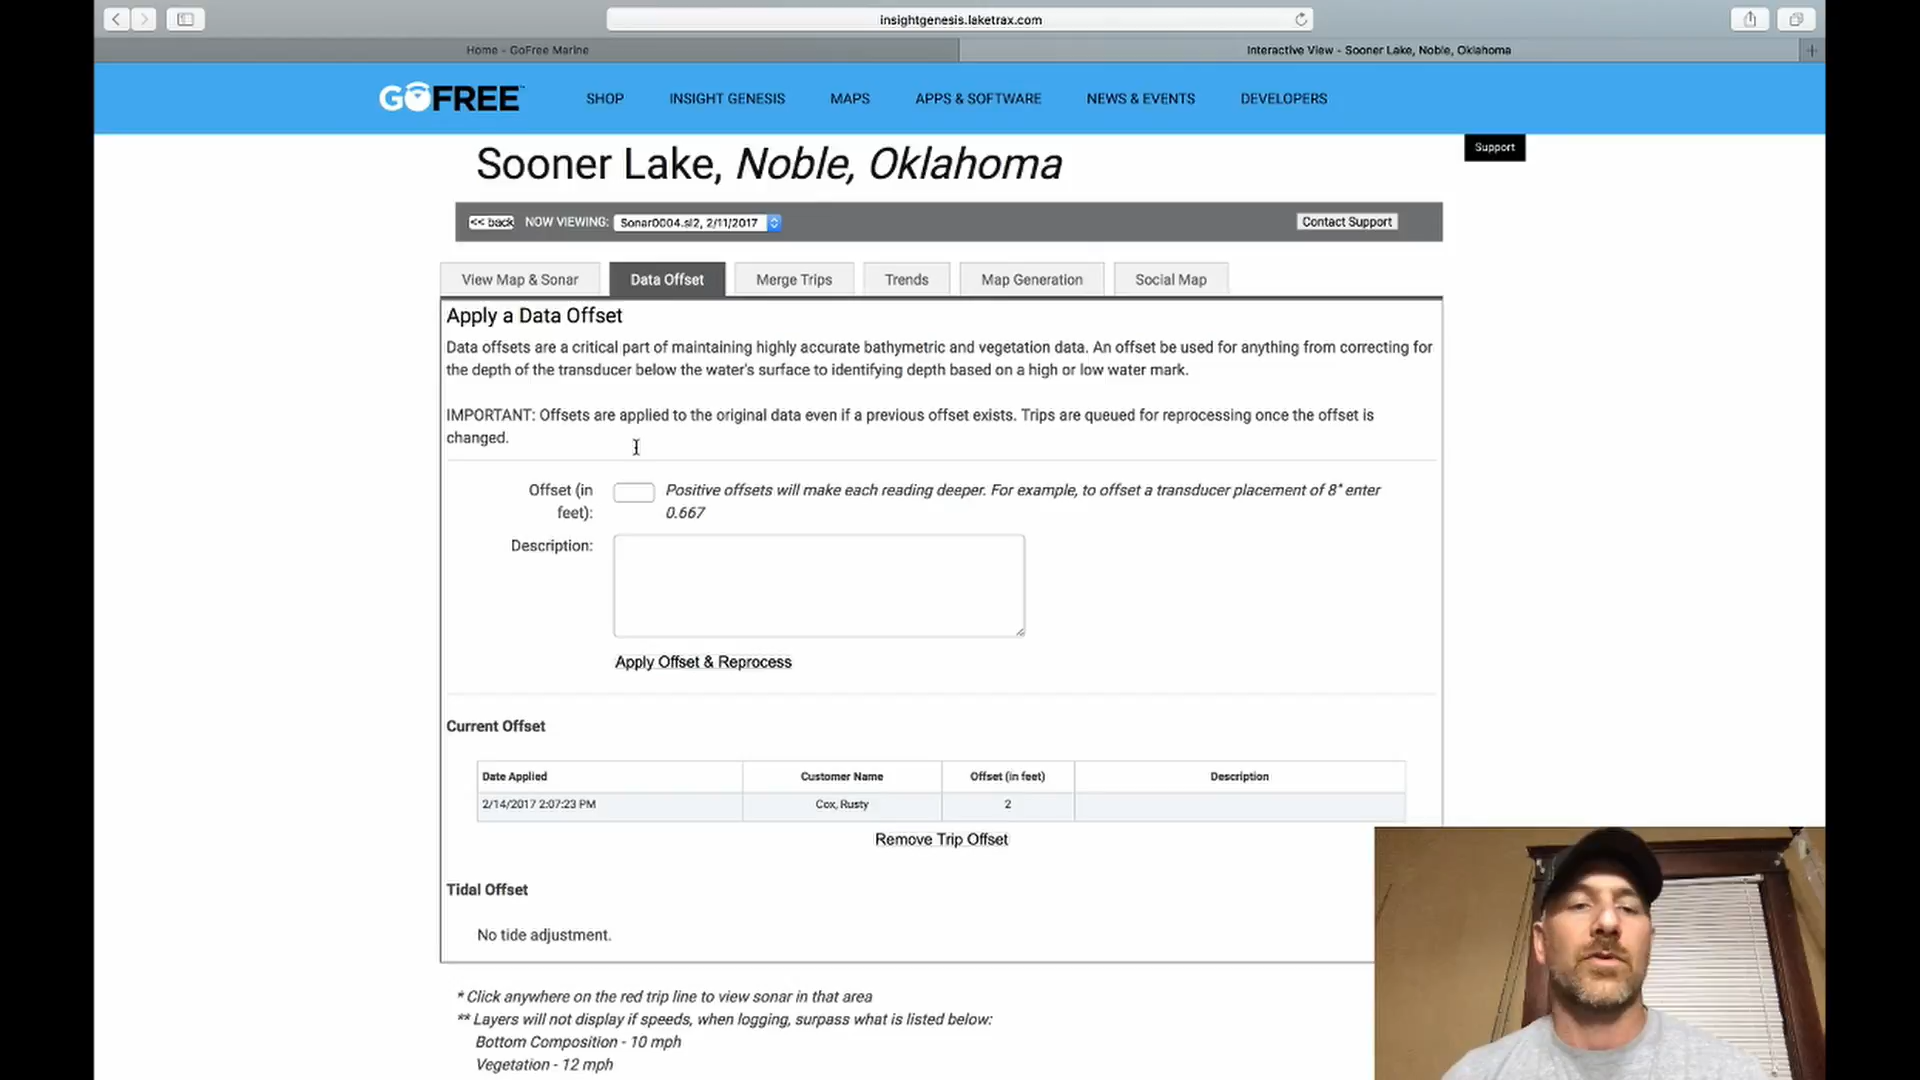 insightgenesis.laketrax.com
Home - GoFree Marine
Interactive View - Sooner Lake, Noble, Oklahoma
GOFREE
SHOP
INSIGHT GENESIS
MAPS
APPS & SOFTWARE
NEWS & EVENTS
DEVELOPERS
Support
Sooner Lake, Noble, Oklahoma
<< back
NOW VIEWING:
Sonar0004.sl2, 2/11/2017
Contact Support
View Map & Sonar
Data Offset
Merge Trips
Trends
Map Generation
Social Map
Apply a Data Offset
Data offsets are a critical part of maintaining highly accurate bathymetric and vegetation data. An offset be used for anything from correcting for
the depth of the transducer below the water's surface to identifying depth based on a high or low water mark.
IMPORTANT: Offsets are applied to the original data even if a previous offset exists. Trips are queued for reprocessing once the offset is
changed.
Offset (in
feet):
Positive offsets will make each reading deeper. For example, to offset a transducer placement of 8" enter
0.667
Description:
Apply Offset & Reprocess
Current Offset
Date Applied
Customer Name
Offset (in feet)
Description
2/14/2017 2:07:23 PM
Cox, Rusty
2
Remove Trip Offset
Tidal Offset
No tide adjustment.
* Click anywhere on the red trip line to view sonar in that area
** Layers will not display if speeds, when logging, surpass what is listed below:
Bottom Composition - 10 mph
Vegetation - 12 mph